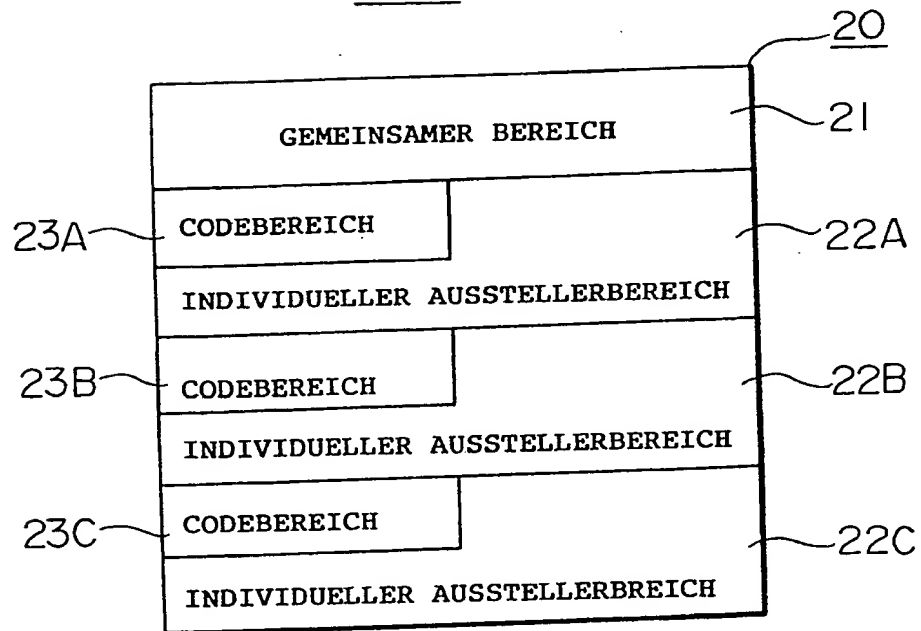 20
GEMEINSAMER BEREICH
21
23A
CODEBEREICH
22A
INDIVIDUELLER AUSSTELLERBEREICH
23B
CODEBEREICH
22B
INDIVIDUELLER AUSSTELLERBEREICH
23C
CODEBEREICH
22C
INDIVIDUELLER AUSSTELLERBREICH